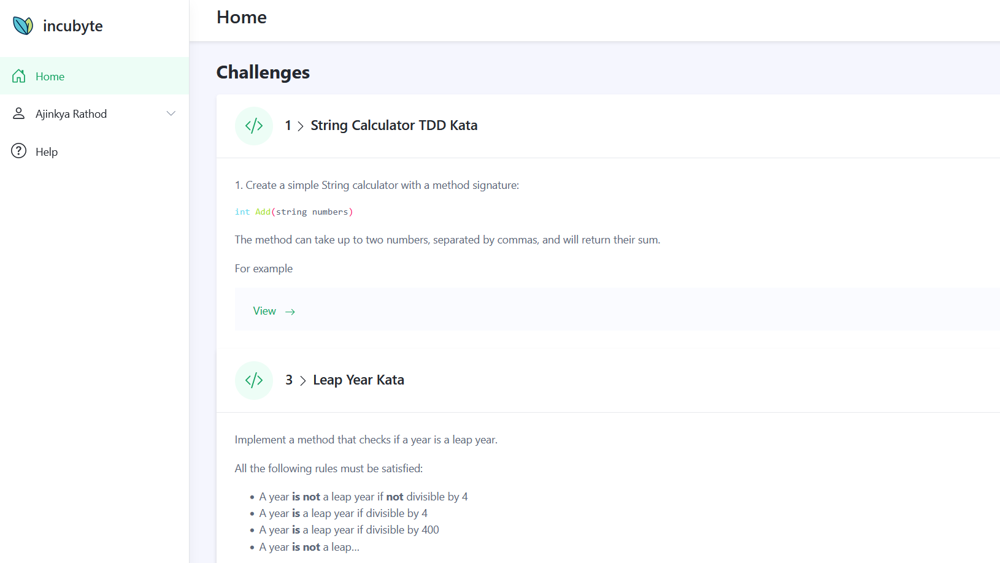 incubyte
Home
Ajinkya Rathod
Help
Home
Challenges
1 > String Calculator TDD Kata
1. Create a simple String calculator with a method signature:
int Add(string numbers)
The method can take up to two numbers, separated by commas, and will return their sum.
For example
View →
3 > Leap Year Kata
Implement a method that checks if a year is a leap year.
All the following rules must be satisfied:
• A year is not a leap year if not divisible by 4
• A year is a leap year if divisible by 4
• A year is a leap year if divisible by 400
• A year is not a leap...